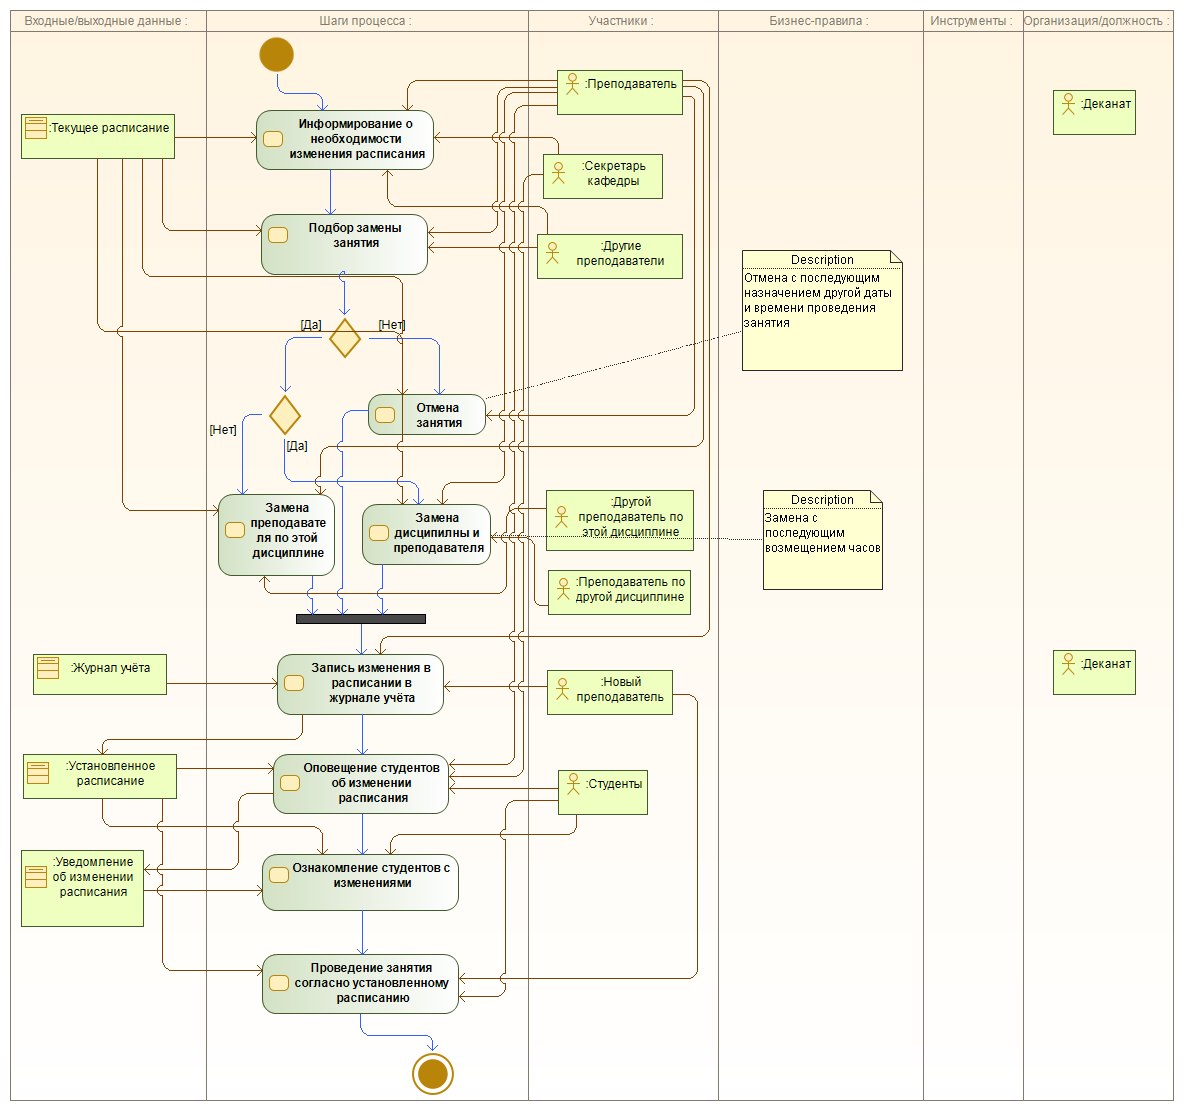 Входные/выходные данные :
Шаги процесса :
Участники :
Бизнес-правила :
Инструменты :
Организация/должность :
:Преподаватель
:Деканат
:Текущее расписание
Информирование о
необходимости
изменения расписания
:Секретарь
кафедры
Подбор замены
занятия
:Другие
преподаватели
Description
Отмена с последующим
назначением другой даты
и времени проведения
занятия
[Да]
[Нет]
Отмена
занятия
[Нет]
[Да]
Замена
преподавате
ля по этой
дисциплине
Замена
дисципилны и
преподавателя
:Другой
преподаватель по
этой дисциплине
Description
Замена с
последующим
возмещением часов
:Преподаватель по
другой дисциплине
:Журнал учёта
Запись изменения в
расписании в
журнале учёта
:Новый
преподаватель
:Деканат
:Установленное
расписание
Оповещение студентов
об изменении
расписания
:Студенты
:Уведомление
об изменении
расписания
Ознакомление студентов с
изменениями
Проведение занятия
согласно установленному
расписанию